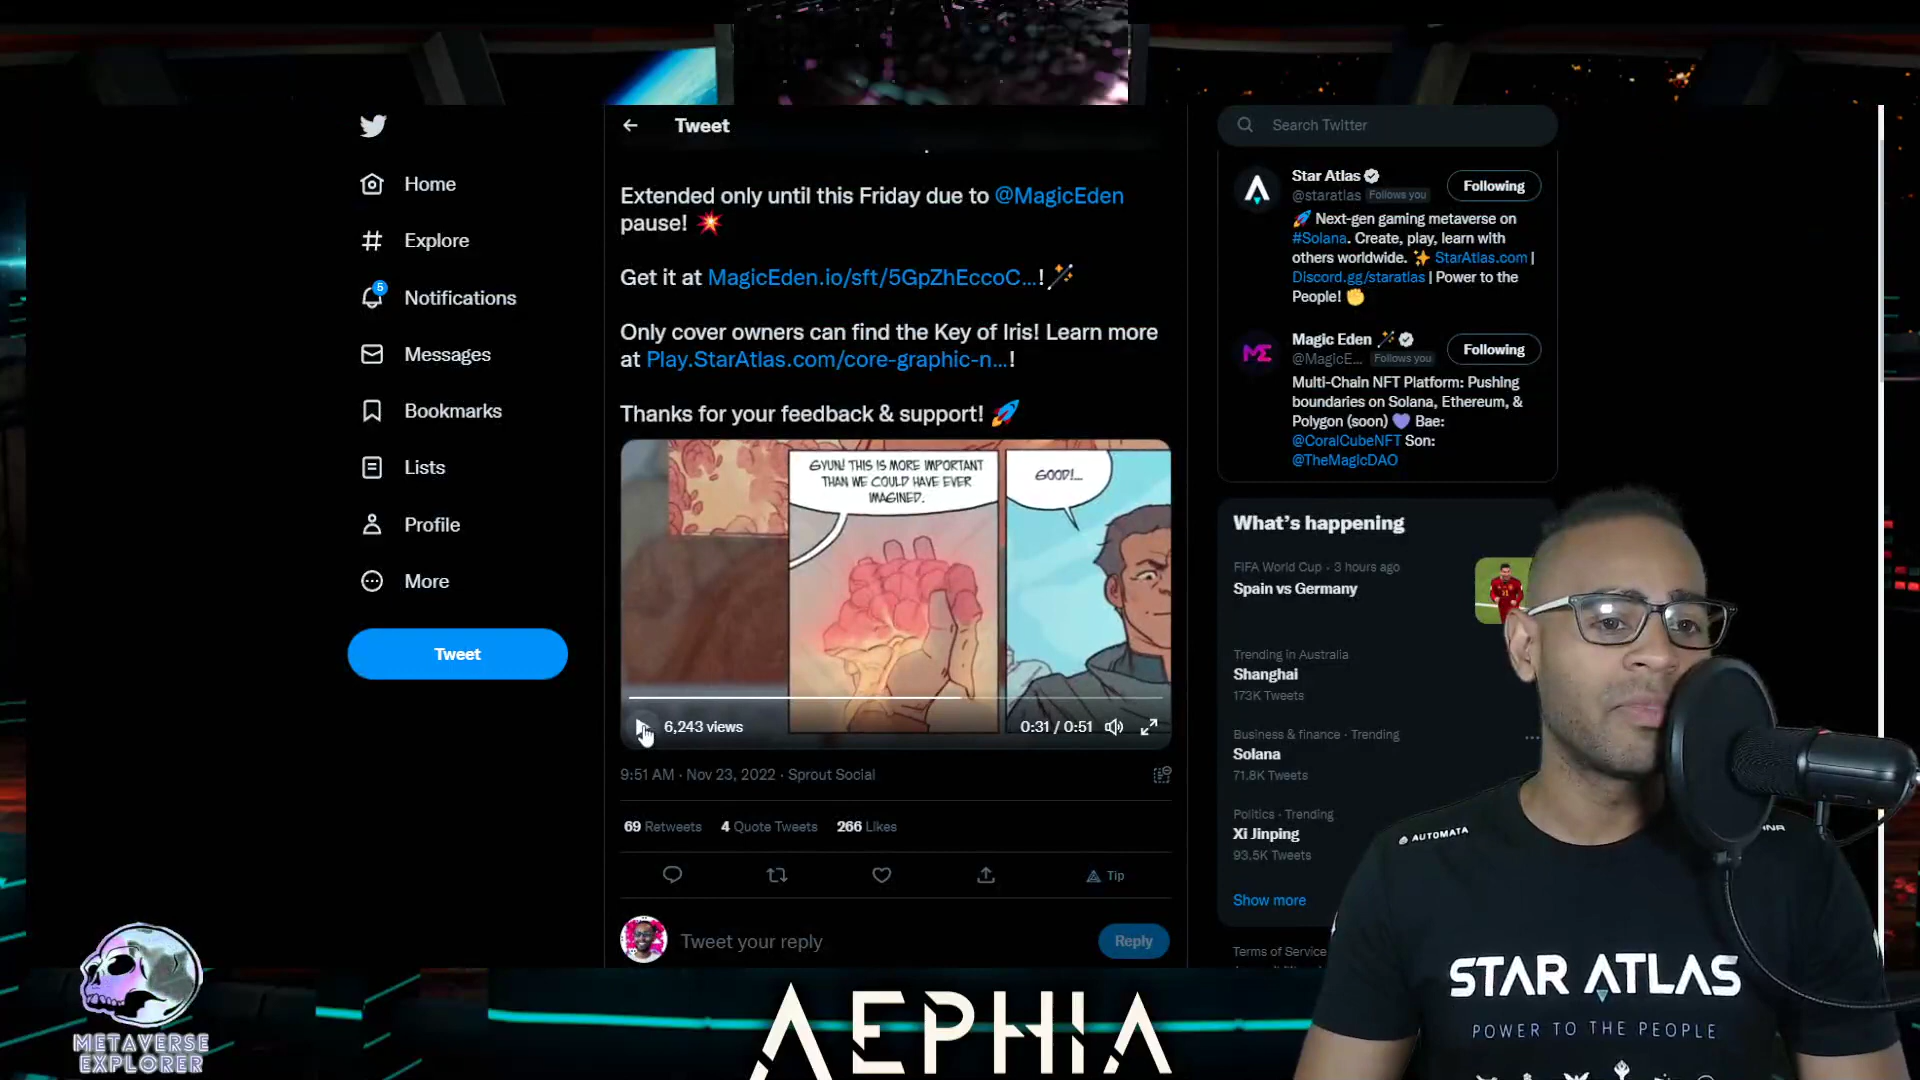 Home
Explore
5
Notifications
Messages
Bookmarks
Lists
Profile
More
Tweet
Tweet
Extended only until this Friday due to @MagicEden
pause! 💥
Get it at MagicEden.io/sft/5GpZhEccoC...!
Only cover owners can find the Key of Iris! Learn more
at Play.StarAtlas.com/core-graphic-n...!
Thanks for your feedback & support! 🚀
GYUN! THIS IS MORE IMPORTANT
THAN WE COULD HAVE EVER
IMAGINED.
GOOD!...
6,243 views
0:31 / 0:51
9:51 AM · Nov 23, 2022 · Sprout Social
69 Retweets 4 Quote Tweets 266 Likes
Tip
Tweet your reply
Reply
Search Twitter
Star Atlas
@staratlas Follows you
Following
🚀 Next-gen gaming metaverse on
#Solana. Create, play, learn with
others worldwide. ✨ StarAtlas.com |
Discord.gg/staratlas | Power to the
People! ✊
Magic Eden
@MagicE... Follows you
Following
Multi-Chain NFT Platform: Pushing
boundaries on Solana, Ethereum, &
Polygon (soon) 💜 Bae:
@CoralCubeNFT Son:
@TheMagicDAO
What's happening
FIFA World Cup · 3 hours ago
Spain vs Germany
Trending in Australia
Shanghai
173K Tweets
Business & finance · Trending
Solana
71.8K Tweets
Politics · Trending
Xi Jinping
93.5K Tweets
Show more
Terms of Service
AUTOMATA
STAR ATLAS
POWER TO THE PEOPLE
METAVERSE
EXPLORER
AEPHIA